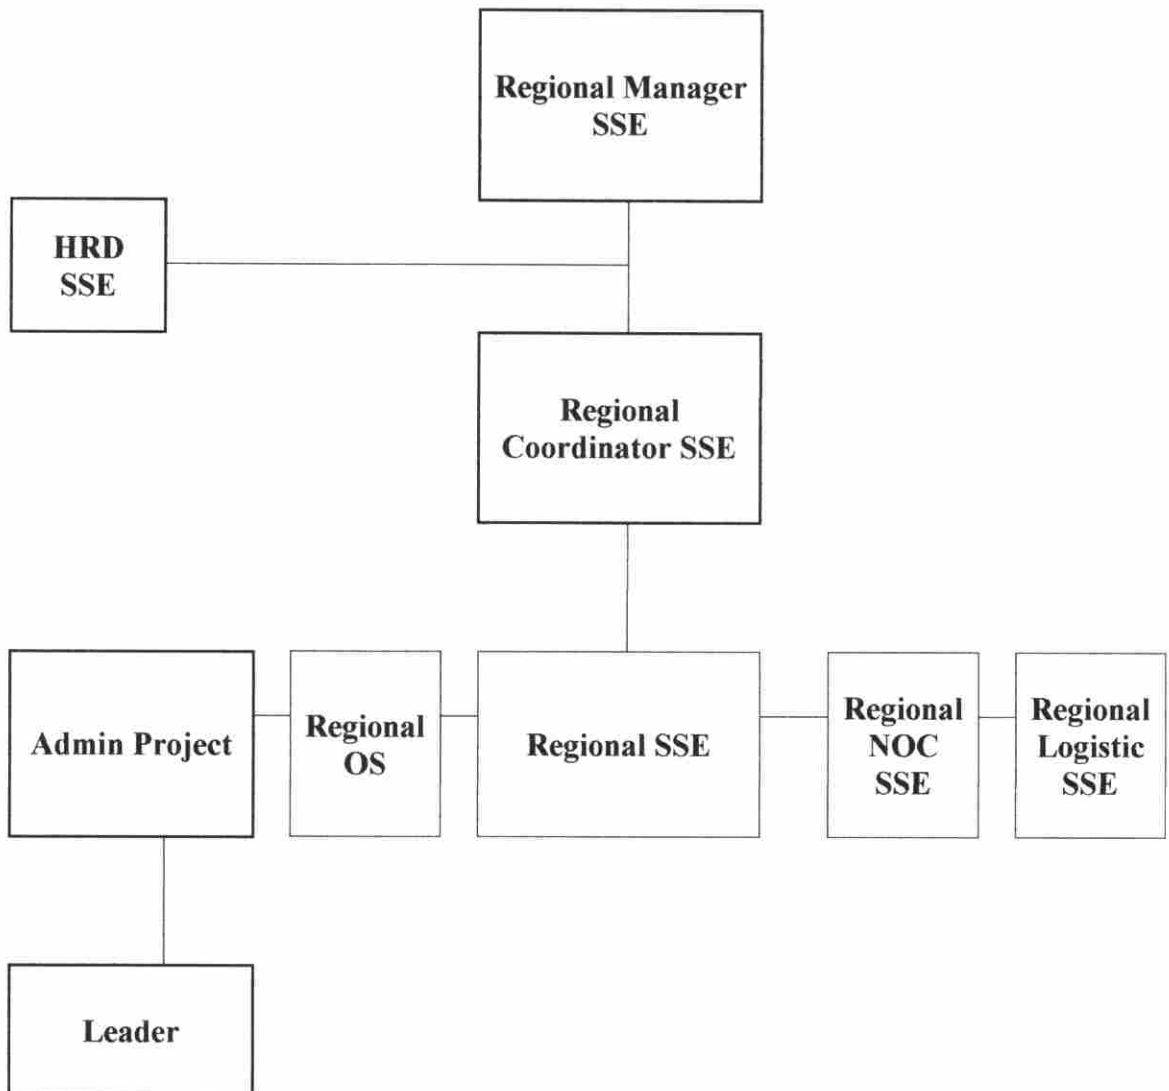 Regional Manager
SSE
HRD
SSE
Regional
Coordinator SSE
Admin Project
Regional
OS
Regional SSE
Regional
NOC
SSE
Regional
Logistic
SSE
Leader